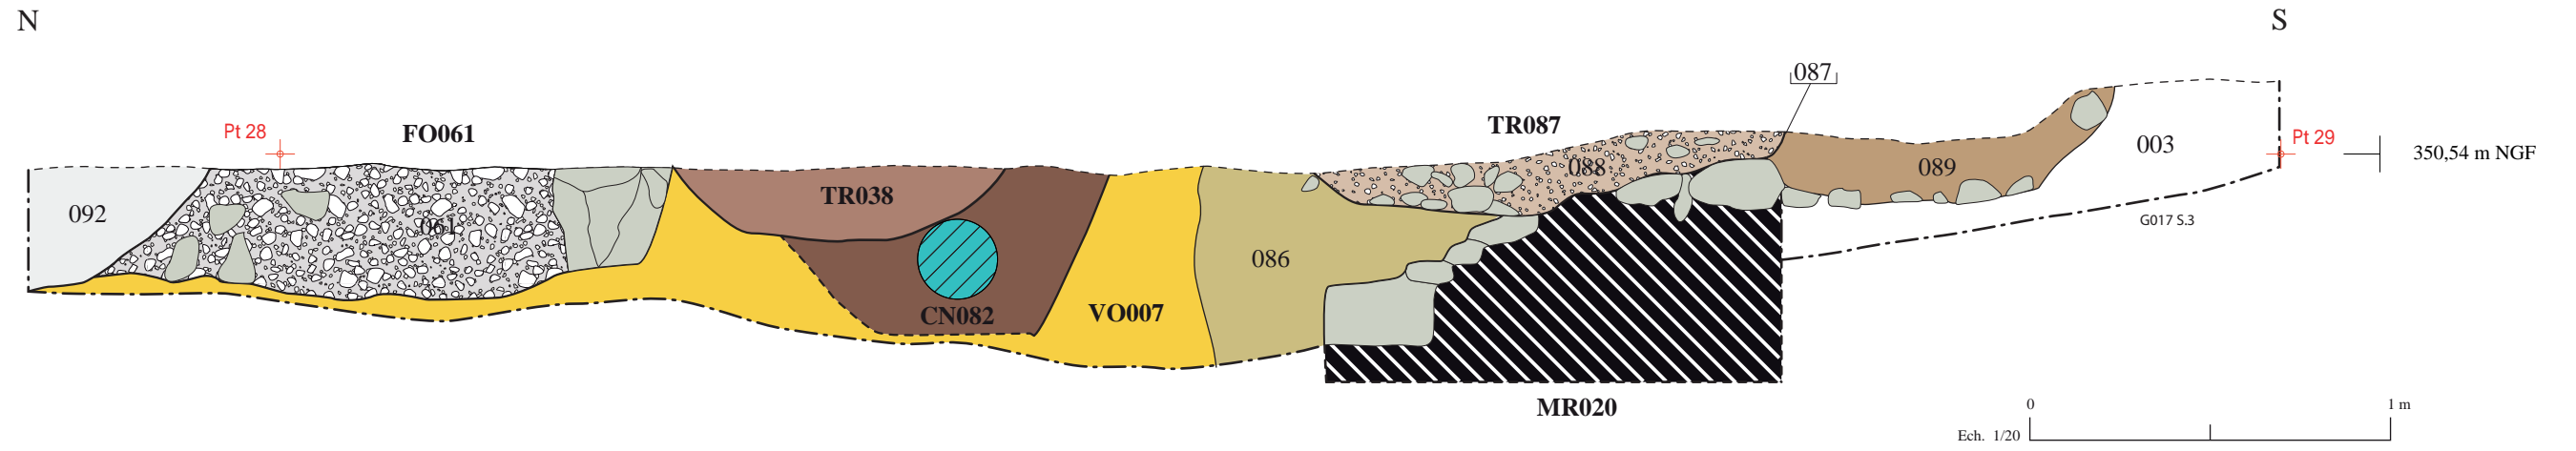 N
S
087
Pt 28
FO061
TR087
Pt 29
003
350,54 m NGF
088
089
TR038
092
061
G017 S.3
086
CN082
VO007
MR020
0
1 m
Ech. 1/20